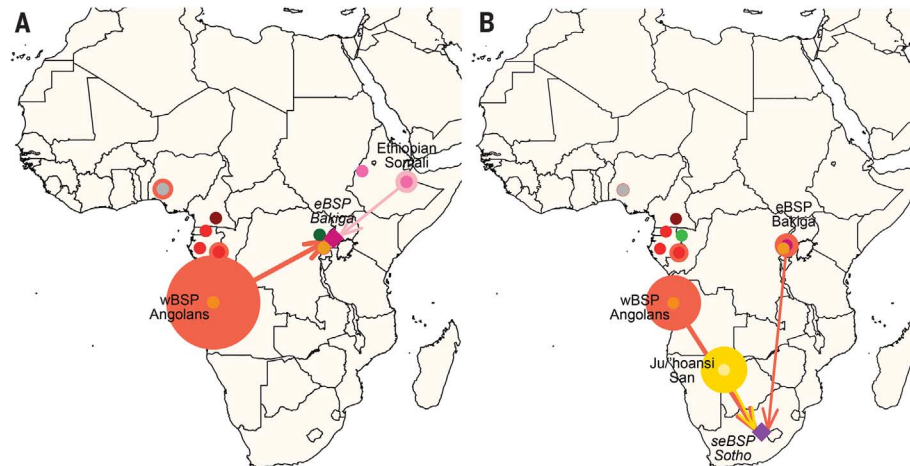 A
Ethiopian
Somali
eBSP
Bakiga
wBSP
Angolans
B
eBSP
Bakiga
wBSP
Angolans
Ju/'hoansi
San
seBSP
Sotho